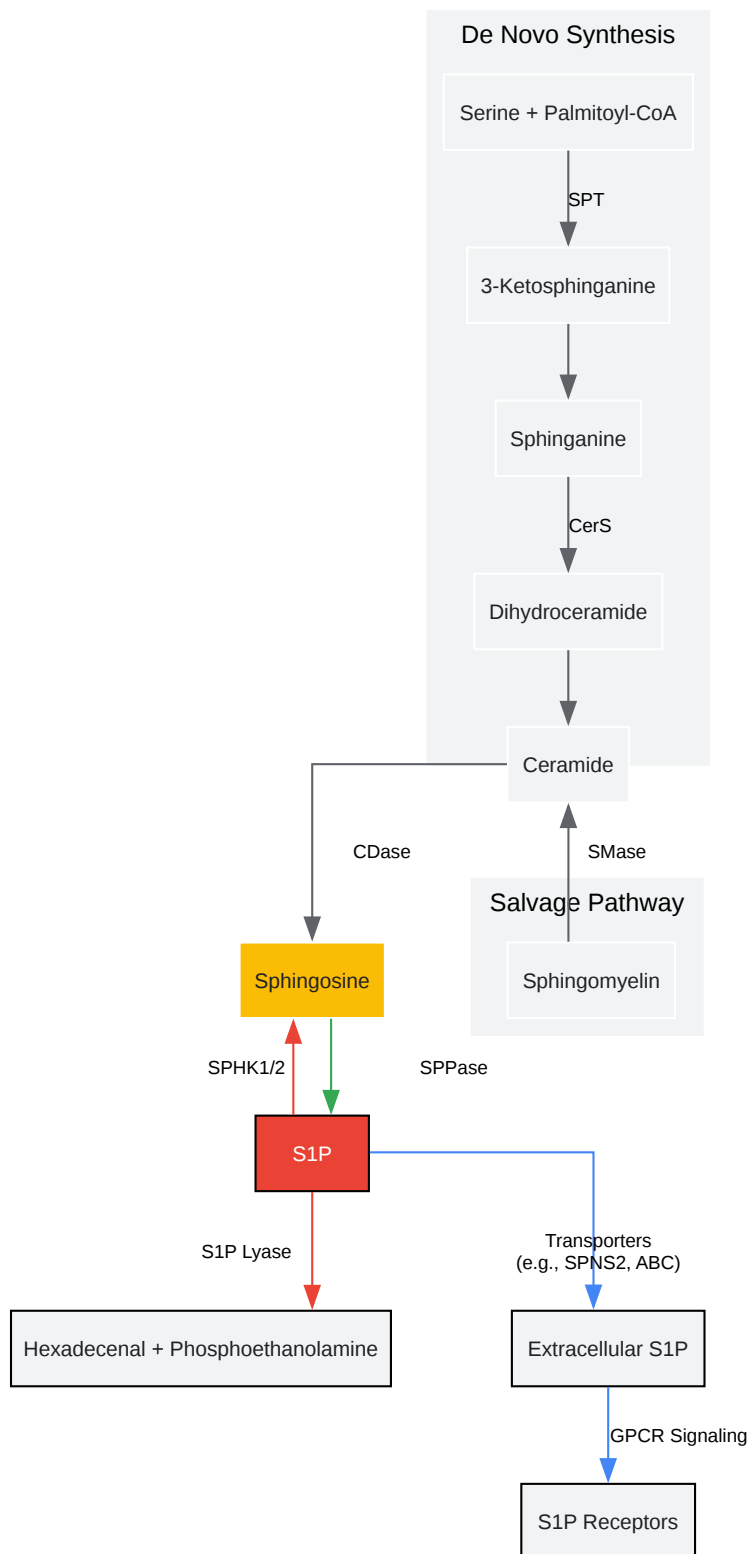 De Novo Synthesis
Serine + Palmitoyl-CoA
SPT
3-Ketosphinganine
Sphinganine
CerS
Dihydroceramide
Ceramide
CDase
SMase
Salvage Pathway
Sphingosine
Sphingomyelin
SPHK1/2
SPPase
S1P
S1P Lyase
Transporters
(e.g., SPNS2, ABC)
Hexadecenal + Phosphoethanolamine
Extracellular S1P
GPCR Signaling
S1P Receptors